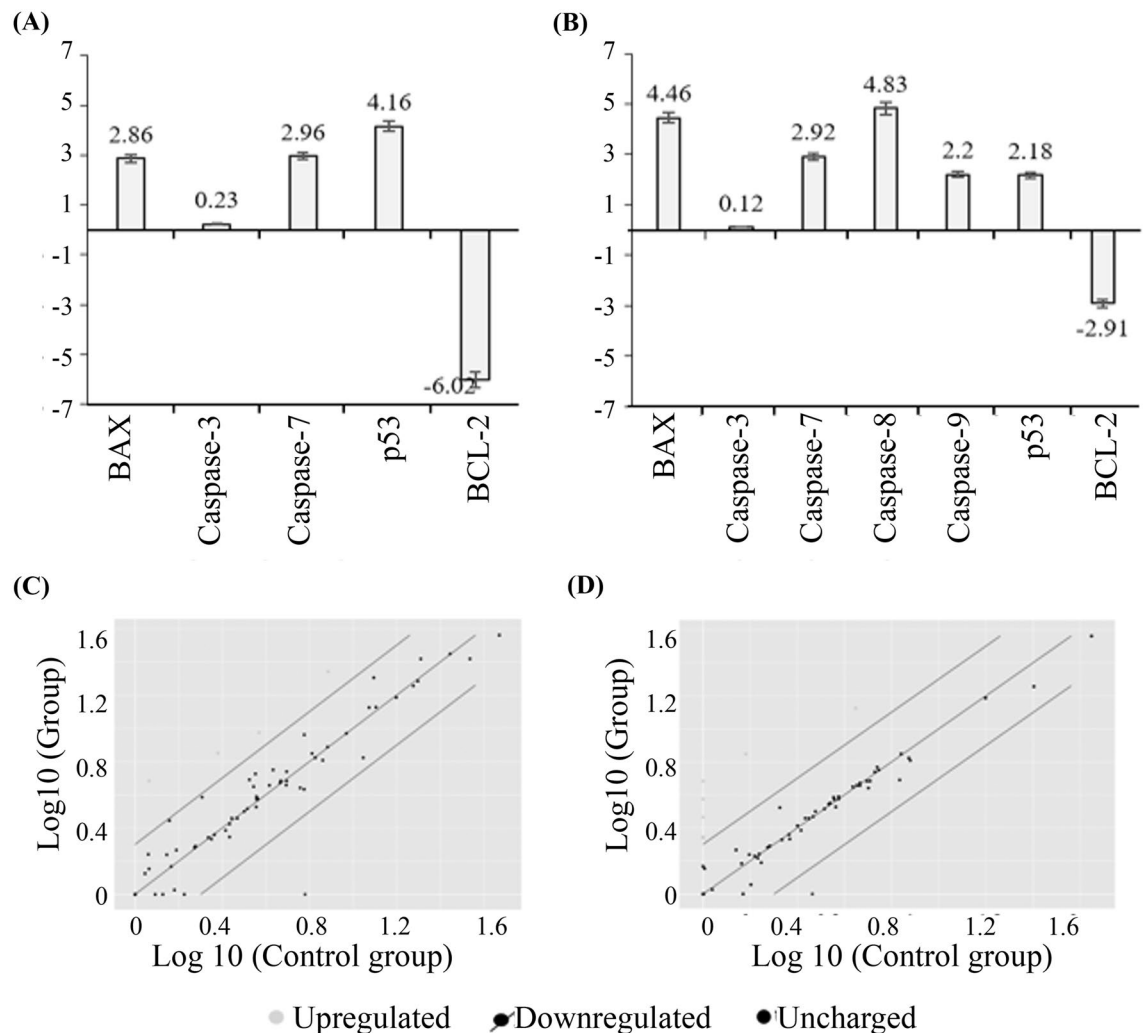 (A)
7
5
3
1
-1
-3
-5
-7
2.86
0.23
2.96
4.16
-6.02
BAX
Caspase-3
Caspase-7
p53
BCL-2
(B)
7
5
3
1
-1
-3
-5
-7
4.46
0.12
2.92
4.83
2.2
2.18
-2.91
BAX
Caspase-3
Caspase-7
Caspase-8
Caspase-9
p53
BCL-2
(C)
Log10 (Group)
1.6
1.2
0.8
0.4
0
0 0.4 0.8 1.2 1.6
Log 10 (Control group)
(D)
Log10 (Group)
1.6
1.2
0.8
0.4
0
0 0.4 0.8 1.2 1.6
Log 10 (Control group)
Upregulated Downregulated Uncharged